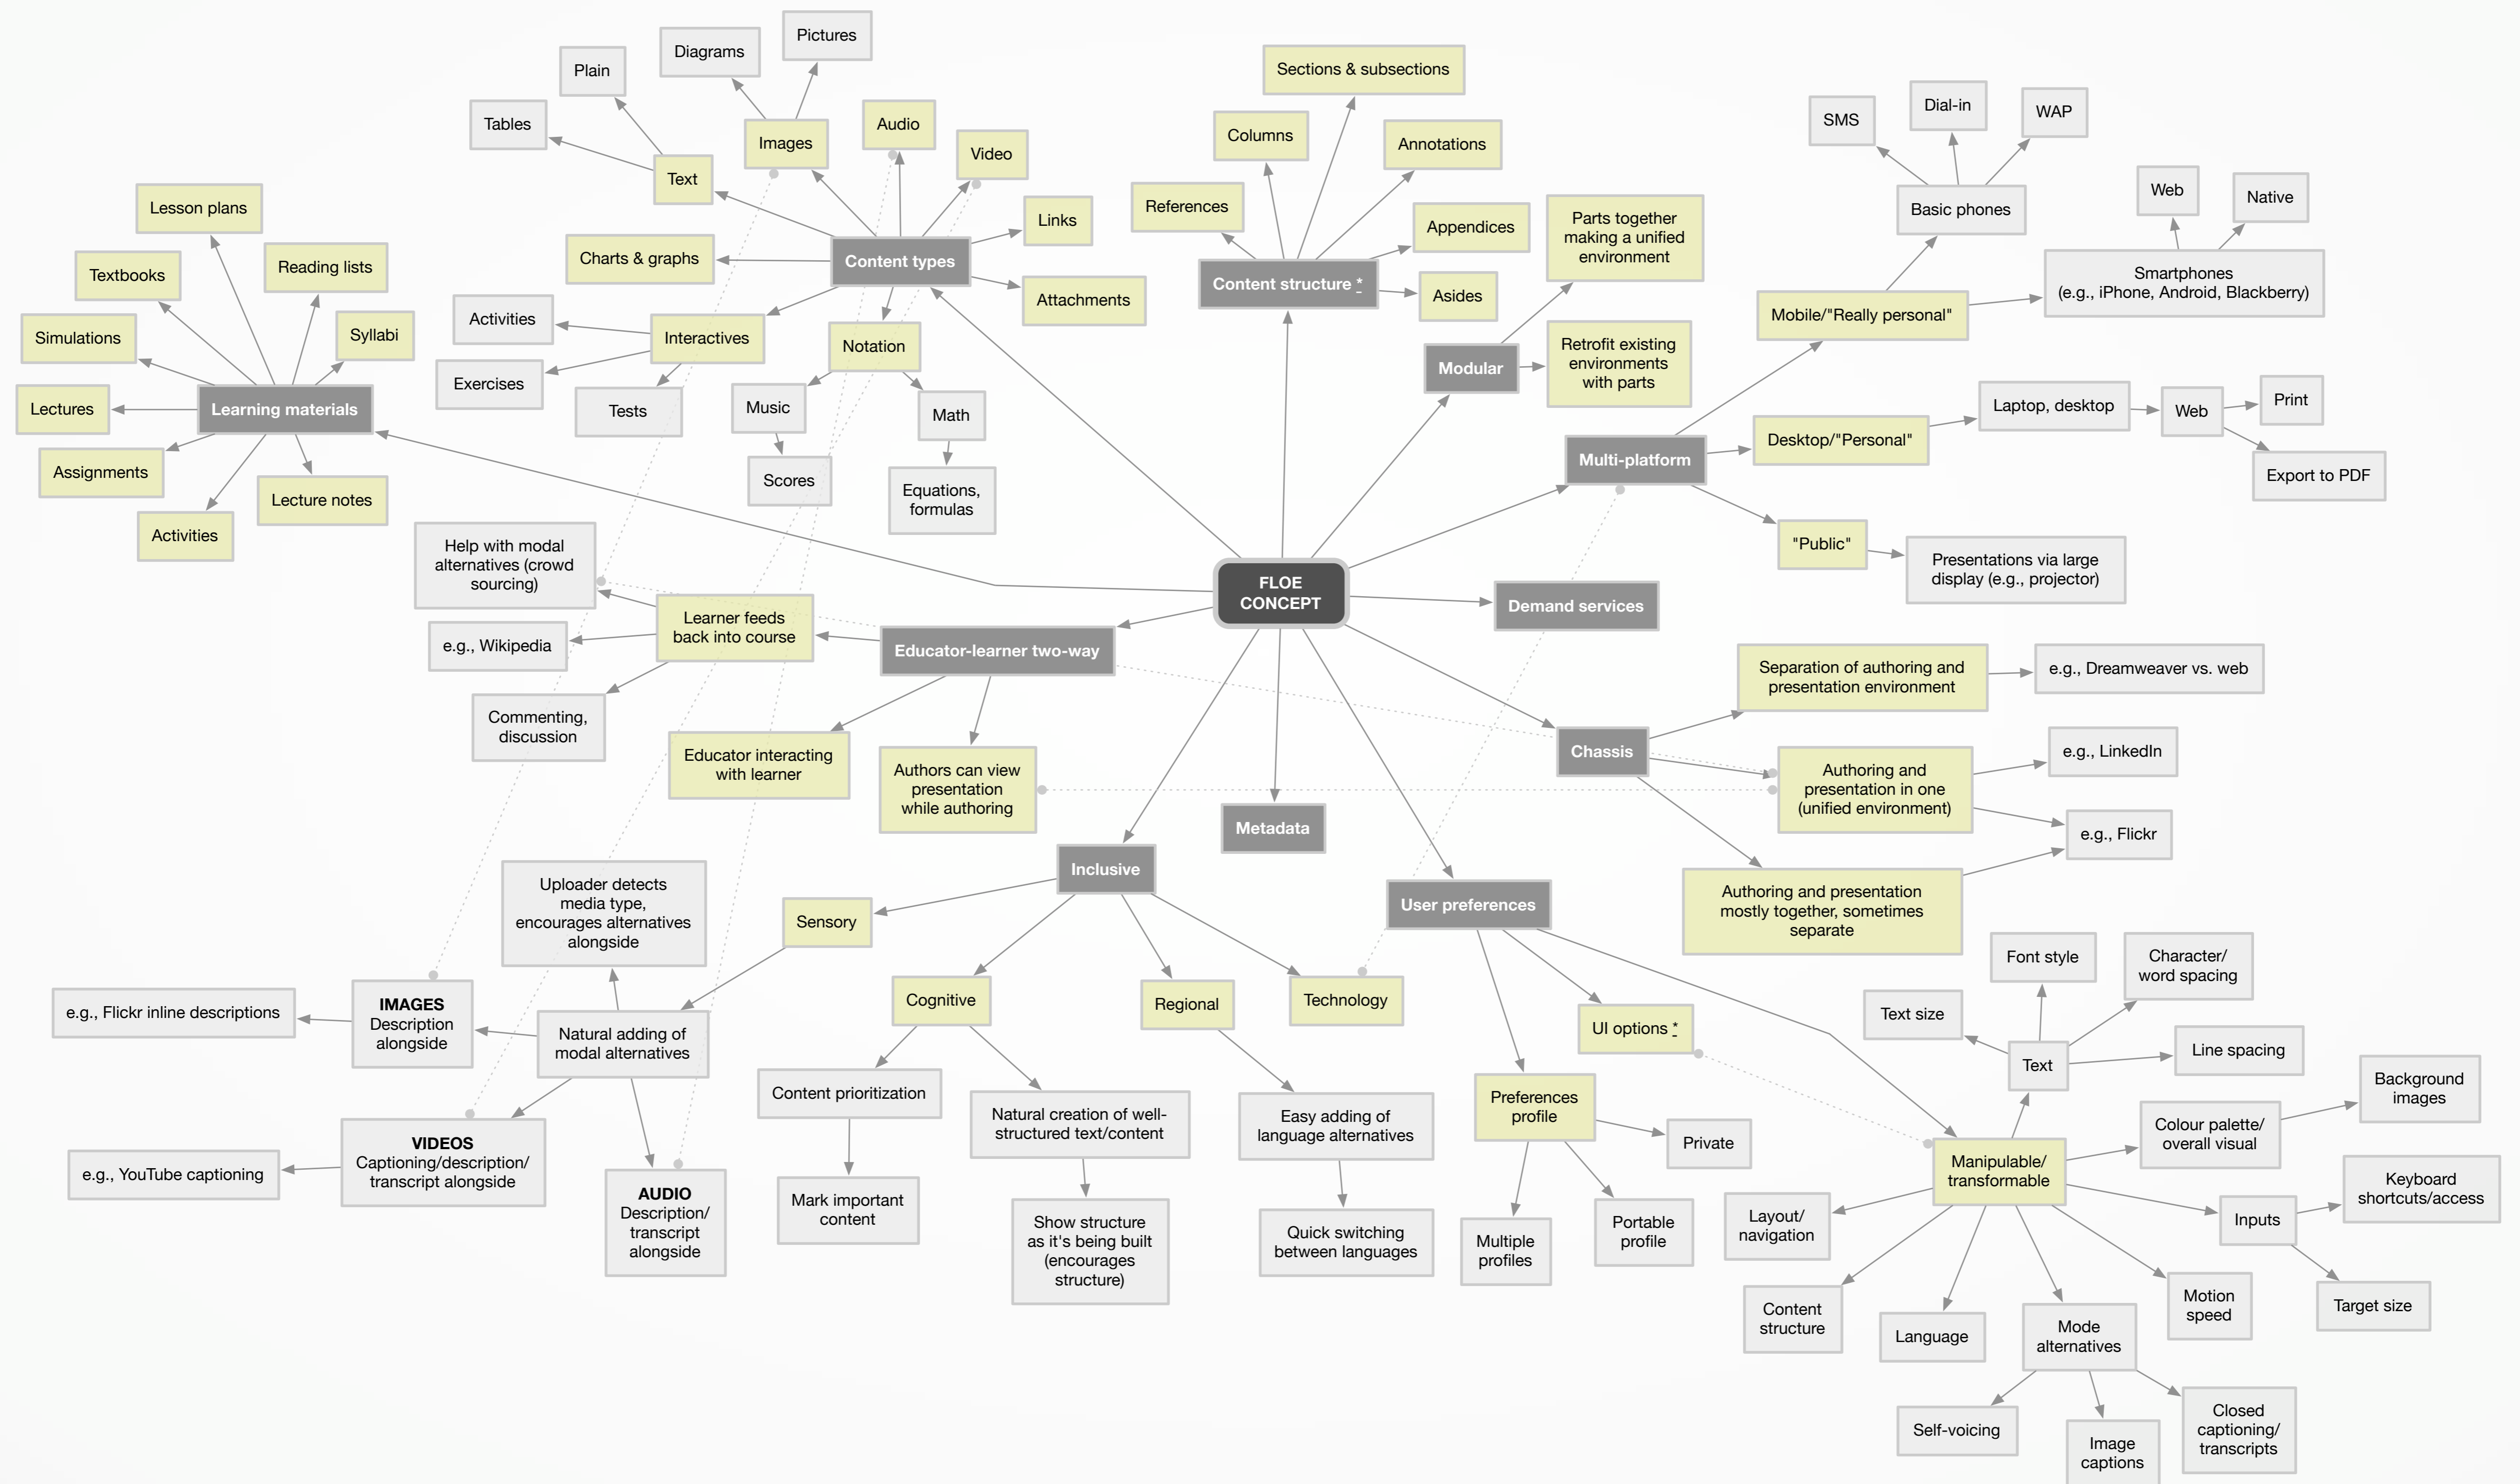 FLOE
CONCEPT
Learning materials
Lesson plans
Textbooks
Reading lists
Simulations
Syllabi
Lectures
Assignments
Lecture notes
Activities
Content types
Text
Tables
Plain
Images
Diagrams
Pictures
Audio
Video
Links
Attachments
Charts & graphs
Interactives
Activities
Exercises
Tests
Notation
Music
Scores
Math
Equations,
formulas
Content structure *
References
Columns
Sections & subsections
Annotations
Appendices
Asides
Modular
Parts together
making a unified
environment
Retrofit existing
environments
with parts
Multi-platform
Mobile/"Really personal"
Basic phones
SMS
Dial-in
WAP
Smartphones
(e.g., iPhone, Android, Blackberry)
Web
Native
Desktop/"Personal"
Laptop, desktop
Web
Print
Export to PDF
"Public"
Presentations via large
display (e.g., projector)
Demand services
Educator-learner two-way
Learner feeds
back into course
Help with modal
alternatives (crowd
sourcing)
e.g., Wikipedia
Commenting,
discussion
Educator interacting
with learner
Authors can view
presentation
while authoring
Chassis
Separation of authoring and
presentation environment
e.g., Dreamweaver vs. web
Authoring and
presentation in one
(unified environment)
e.g., LinkedIn
e.g., Flickr
Authoring and presentation
mostly together, sometimes
separate
Metadata
Inclusive
Sensory
Natural adding of
modal alternatives
Uploader detects
media type,
encourages alternatives
alongside
IMAGES
Description
alongside
e.g., Flickr inline descriptions
VIDEOS
Captioning/description/
transcript alongside
e.g., YouTube captioning
AUDIO
Description/
transcript
alongside
Cognitive
Content prioritization
Mark important
content
Natural creation of well-
structured text/content
Show structure
as it's being built
(encourages
structure)
Regional
Easy adding of
language alternatives
Quick switching
between languages
Technology
User preferences
UI options *
Preferences
profile
Private
Portable
profile
Multiple
profiles
Manipulable/
transformable
Text
Text size
Font style
Character/
word spacing
Line spacing
Colour palette/
overall visual
Background
images
Inputs
Keyboard
shortcuts/access
Target size
Motion
speed
Mode
alternatives
Self-voicing
Image
captions
Closed
captioning/
transcripts
Language
Content
structure
Layout/
navigation